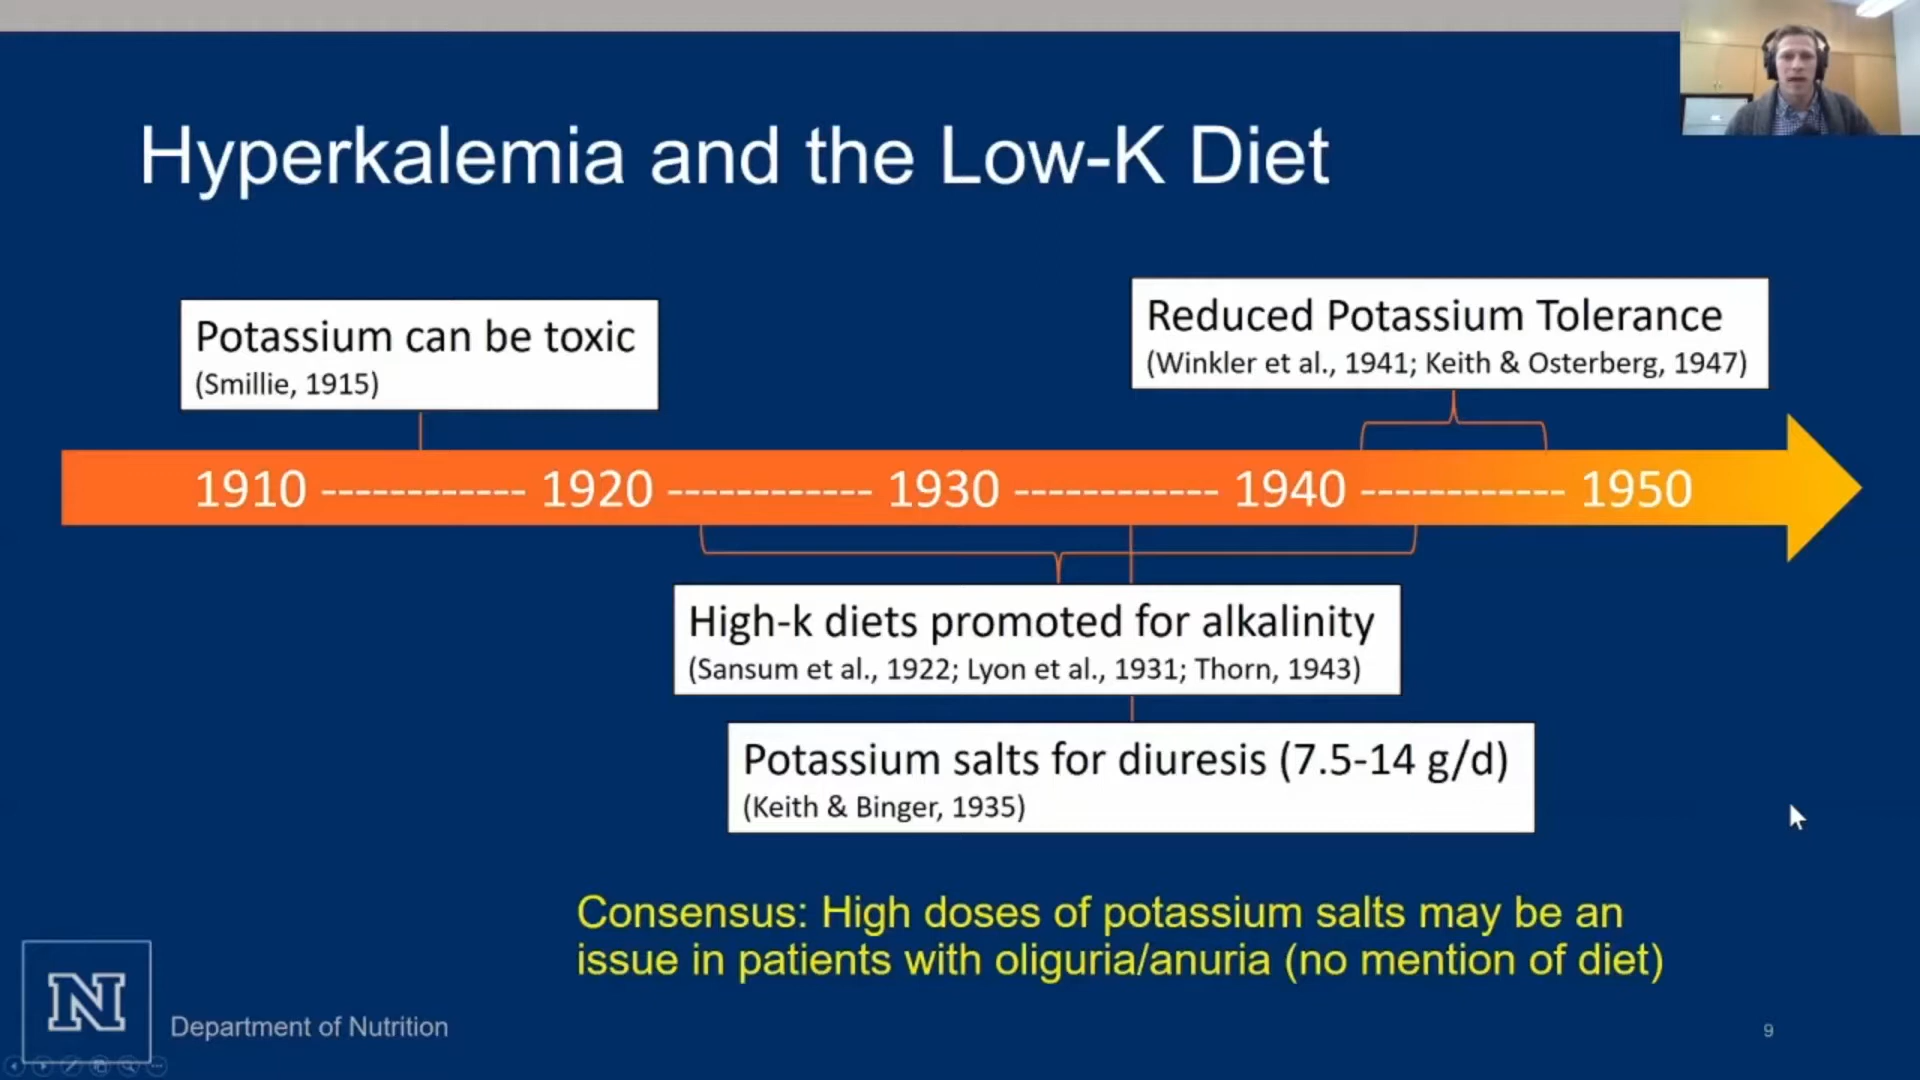 Hyperkalemia and the Low-K Diet
Potassium can be toxic
(Smillie, 1915)
Reduced Potassium Tolerance
(Winkler et al., 1941; Keith & Osterberg, 1947)
1910 ------------ 1920 ------------ 1930 ------------ 1940 ------------ 1950
High-k diets promoted for alkalinity
(Sansum et al., 1922; Lyon et al., 1931; Thorn, 1943)
Potassium salts for diuresis (7.5-14 g/d)
(Keith & Binger, 1935)
Consensus: High doses of potassium salts may be an
issue in patients with oliguria/anuria (no mention of diet)
N
Department of Nutrition
9